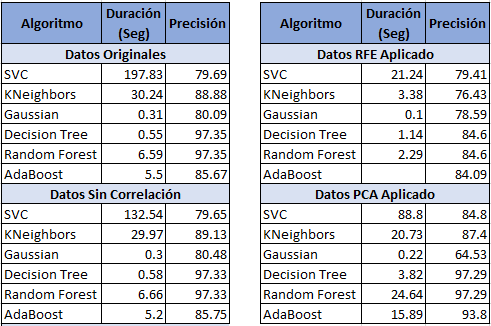 Algoritmo Duración (Seg) Precisión
Datos Originales
SVC 197.83 79.69
KNeighbors 30.24 88.88
Gaussian 0.31 80.09
Decision Tree 0.55 97.35
Random Forest 6.59 97.35
AdaBoost 5.5 85.67
Datos Sin Correlación
SVC 132.54 79.65
KNeighbors 29.97 89.13
Gaussian 0.3 80.48
Decision Tree 0.58 97.33
Random Forest 6.66 97.33
AdaBoost 5.2 85.75
Algoritmo Duración (Seg) Precisión
Datos RFE Aplicado
SVC 21.24 79.41
KNeighbors 3.38 76.43
Gaussian 0.1 78.59
Decision Tree 1.14 84.6
Random Forest 2.29 84.6
AdaBoost 84.09
Datos PCA Aplicado
SVC 88.8 84.8
KNeighbors 20.73 87.4
Gaussian 0.22 64.53
Decision Tree 3.82 97.29
Random Forest 24.64 97.29
AdaBoost 15.89 93.8